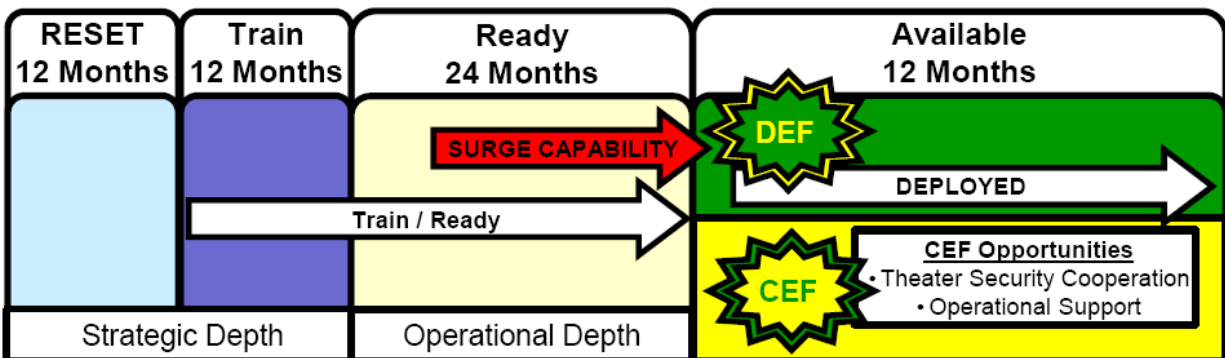 RESET
12 Months
Train
12 Months
Ready
24 Months
Available
12 Months
SURGE CAPABILITY
DEF
DEPLOYED
Train / Ready
CEF
CEF Opportunities
• Theater Security Cooperation
• Operational Support
Strategic Depth
Operational Depth